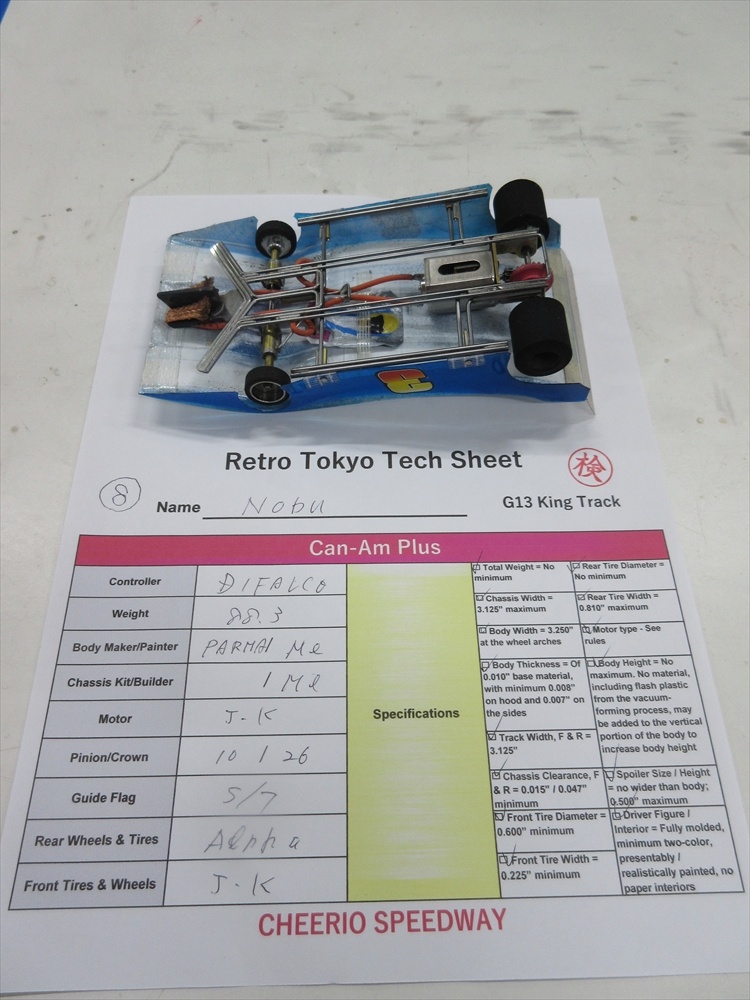 6
Retro Tokyo Tech Sheet
検
8
Name Nobu
G13 King Track
Can-Am Plus
Controller DIFALCO
Weight 88.3
Body Maker/Painter PARMA/ Me
Chassis Kit/Builder / Me
Motor J-K
Pinion/Crown 10 / 26
Guide Flag S/7
Rear Wheels & Tires Alpha
Front Tires & Wheels J-K
Specifications
Total Weight = No
minimum
Chassis Width =
3.125" maximum
Body Width = 3.250"
at the wheel arches
Body Thickness = Of
0.010" base material,
with minimum 0.008"
on hood and 0.007" on
the sides
Track Width, F & R =
3.125"
Chassis Clearance, F
& R = 0.015" / 0.047"
minimum
Front Tire Diameter =
0.600" minimum
Front Tire Width =
0.225" minimum
Rear Tire Diameter =
No minimum
Rear Tire Width =
0.810" maximum
Motor type - See
rules
Body Height = No
maximum. No material,
including flash plastic
from the vacuum-
forming process, may
be added to the vertical
portion of the body to
increase body height
Spoiler Size / Height
= no wider than body;
0.500" maximum
Driver Figure /
Interior = Fully molded,
minimum two-color,
presentably /
realistically painted, no
paper interiors
CHEERIO SPEEDWAY